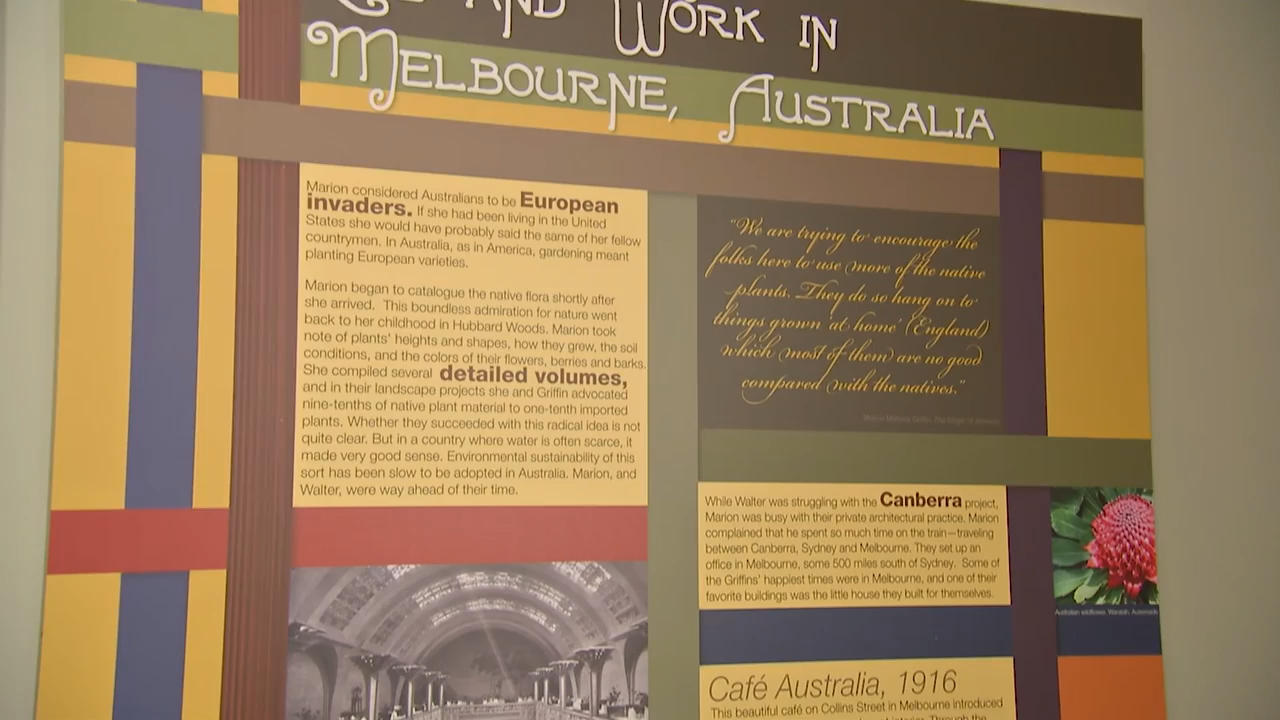 AND WORK IN
MELBOURNE, AUSTRALIA
Marion considered Australians to be European
invaders. If she had been living in the United
States she would have probably said the same of her fellow
countrymen. In Australia, as in America, gardening meant
planting European varieties.
Marion began to catalogue the native flora shortly after
she arrived. This boundless admiration for nature went
back to her childhood in Hubbard Woods. Marion took
note of plants' heights and shapes, how they grew, the soil
conditions, and the colors of their flowers, berries and barks.
She compiled several detailed volumes,
and in their landscape projects she and Griffin advocated
nine-tenths of native plant material to one-tenth imported
plants. Whether they succeeded with this radical idea is not
quite clear. But in a country where water is often scarce, it
made very good sense. Environmental sustainability of this
sort has been slow to be adopted in Australia. Marion, and
Walter, were way ahead of their time.
"We are trying to encourage the
folks here to use more of the native
plants. They do so hang on to
things grown 'at home' (England)
which most of them are no good
compared with the natives."
While Walter was struggling with the Canberra project,
Marion was busy with their private architectural practice. Marion
complained that he spent so much time on the train—traveling
between Canberra, Sydney and Melbourne. They set up an
office in Melbourne, some 500 miles south of Sydney. Some of
the Griffins' happiest times were in Melbourne, and one of their
favorite buildings was the little house they built for themselves.
Australian wildflower, Waratah,
Café Australia, 1916
This beautiful café on Collins Street in Melbourne introduced